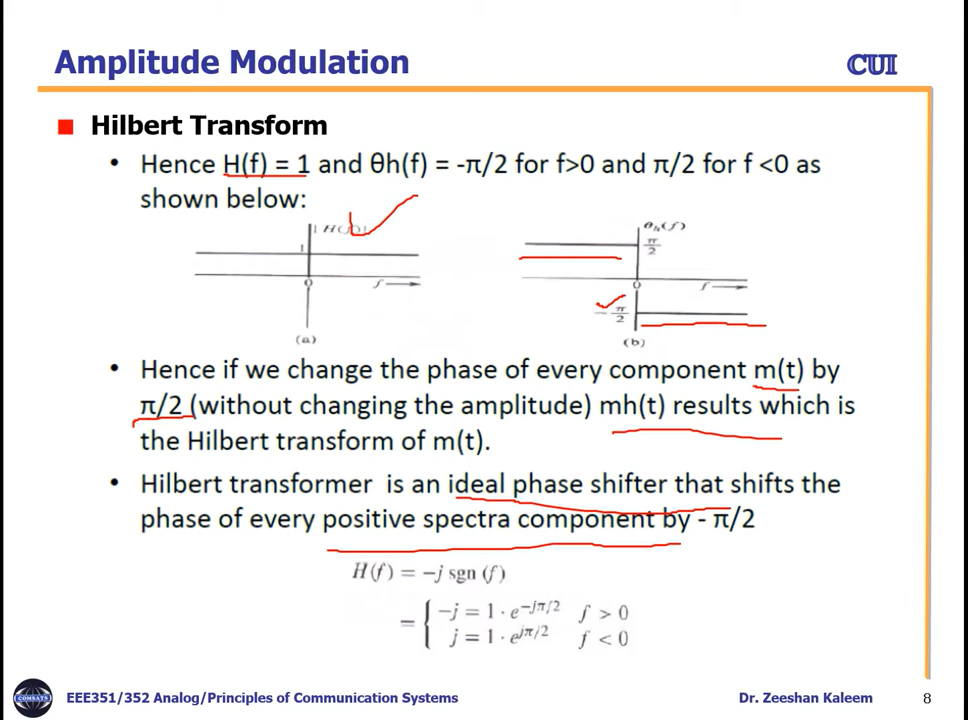 Amplitude Modulation
CUI
Hilbert Transform
• Hence H(f) = 1 and θh(f) = -π/2 for f>0 and π/2 for f <0 as
shown below:
|H(f)|
1
0
f
(a)
θh(f)
π/2
0
f
-π/2
(b)
• Hence if we change the phase of every component m(t) by
π/2 (without changing the amplitude) mh(t) results which is
the Hilbert transform of m(t).
• Hilbert transformer is an ideal phase shifter that shifts the
phase of every positive spectra component by - π/2
H(f) = -j sgn (f)
= { -j = 1 · e^{-jπ/2} f > 0
j = 1 · e^{jπ/2} f < 0
COMSATS
EEE351/352 Analog/Principles of Communication Systems
Dr. Zeeshan Kaleem
8